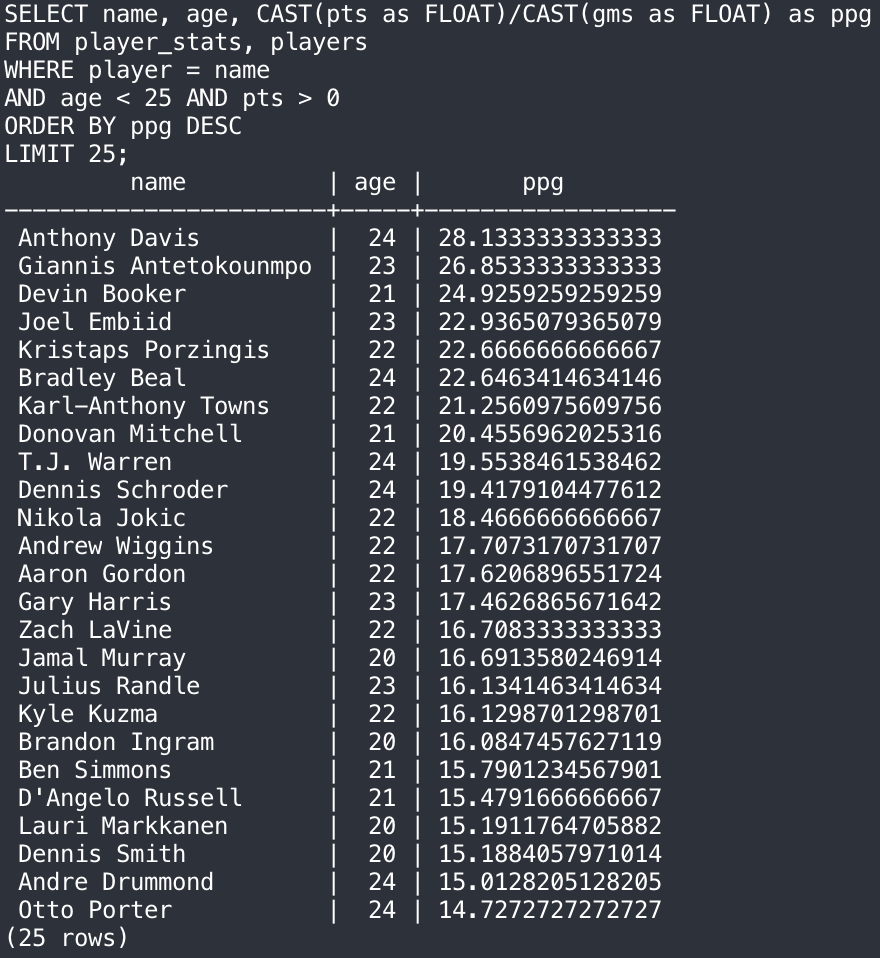 SELECT name, age, CAST(pts as FLOAT)/CAST(gms as FLOAT) as ppg
FROM player_stats, players
WHERE player = name
AND age < 25 AND pts > 0
ORDER BY ppg DESC
LIMIT 25;
         name          | age |       ppg
-----------------------+-----+------------------
 Anthony Davis         |  24 | 28.1333333333333
 Giannis Antetokounmpo |  23 | 26.8533333333333
 Devin Booker          |  21 | 24.9259259259259
 Joel Embiid           |  23 | 22.9365079365079
 Kristaps Porzingis    |  22 | 22.6666666666667
 Bradley Beal          |  24 | 22.6463414634146
 Karl-Anthony Towns    |  22 | 21.2560975609756
 Donovan Mitchell      |  21 | 20.4556962025316
 T.J. Warren           |  24 | 19.5538461538462
 Dennis Schroder       |  24 | 19.4179104477612
 Nikola Jokic          |  22 | 18.4666666666667
 Andrew Wiggins        |  22 | 17.7073170731707
 Aaron Gordon          |  22 | 17.6206896551724
 Gary Harris           |  23 | 17.4626865671642
 Zach LaVine           |  22 | 16.7083333333333
 Jamal Murray          |  20 | 16.6913580246914
 Julius Randle         |  23 | 16.1341463414634
 Kyle Kuzma            |  22 | 16.1298701298701
 Brandon Ingram        |  20 | 16.0847457627119
 Ben Simmons           |  21 | 15.7901234567901
 D'Angelo Russell      |  21 | 15.4791666666667
 Lauri Markkanen       |  20 | 15.1911764705882
 Dennis Smith          |  20 | 15.1884057971014
 Andre Drummond        |  24 | 15.0128205128205
 Otto Porter           |  24 | 14.7272727272727
(25 rows)